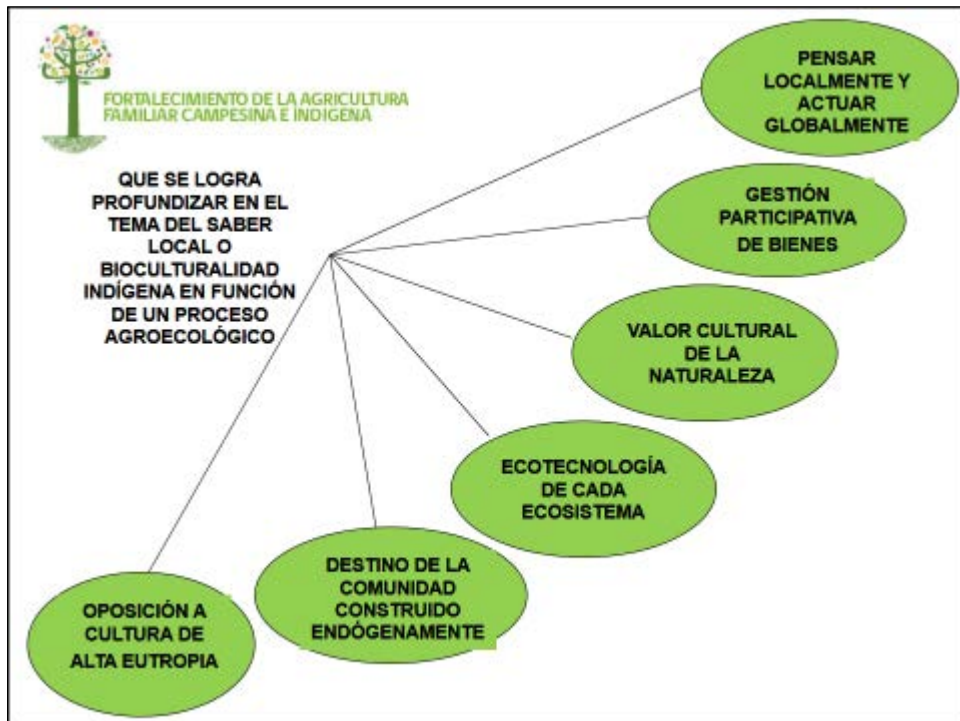 FORTALECIMIENTO DE LA AGRICULTURA
FAMILIAR CAMPESINA E INDIGENA
QUE SE LOGRA
PROFUNDIZAR EN EL
TEMA DEL SABER
LOCAL O
BIOCULTURALIDAD
INDÍGENA EN FUNCIÓN
DE UN PROCESO
AGROECOLÓGICO
PENSAR
LOCALMENTE Y
ACTUAR
GLOBALMENTE
GESTIÓN
PARTICIPATIVA
DE BIENES
VALOR CULTURAL
DE LA
NATURALEZA
ECOTECNOLOGÍA
DE CADA
ECOSISTEMA
DESTINO DE LA
COMUNIDAD
CONSTRUIDO
ENDÓGENAMENTE
OPOSICIÓN A
CULTURA DE
ALTA EUTROPIA